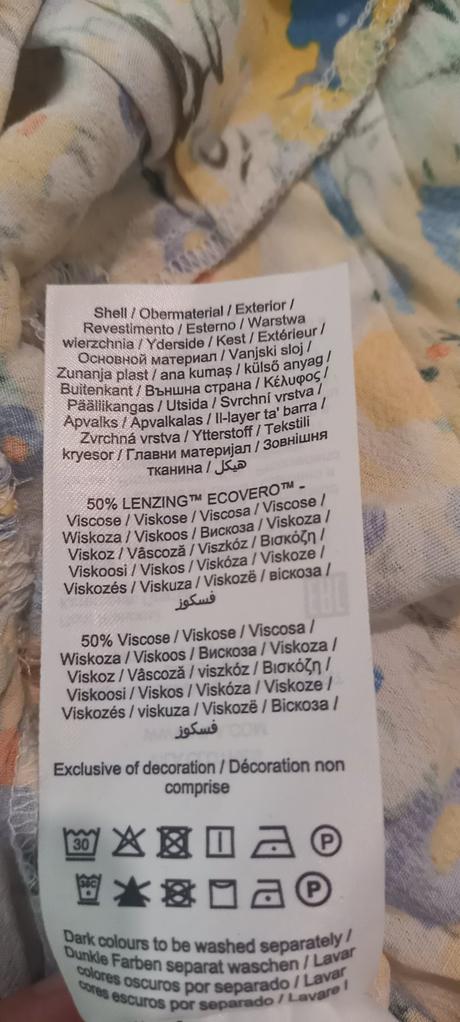 Shell / Obermaterial / Exterior /
Revestimento / Esterno / Warstwa
wierzchnia / Yderside / Kest / Extérieur /
Основной материал / Vanjski sloj /
Zunanja plast / ana kumaş / külső anyag /
Buitenkant / Външна страна / Κέλυφος /
Päällikangas / Utsida / Svrchní vrstva /
Apvalks / Apvalkalas / Il-layer ta' barra /
Zvrchná vrstva / Ytterstoff / Tekstili
kryesor / Главни материјал / Зовнішня
тканина / هيكل
50% LENZING™ ECOVERO™ -
Viscose / Viskose / Viscosa / Viscose /
Wiskoza / Viskoos / Вискоза / Viskoza /
Viskoz / Vâscoză / Viszkóz / Βισκόζη /
Viskoosi / Viskos / Viskóza / Viskoze /
Viskozés / Viskuza / Viskozë / віскоза /
فسكوز
50% Viscose / Viskose / Viscosa /
Wiskoza / Viskoos / Вискоза / Viskoza /
Viskoz / Vâscoză / viszkóz / Βισκόζη /
Viskoosi / Viskos / Viskóza / Viskoze /
Viskozés / viskuza / Viskozë / Віскоза /
فسكوز
Exclusive of decoration / Décoration non
comprise
30 P
30C P
Dark colours to be washed separately /
Dunkle Farben separat waschen / Lavar
colores oscuros por separado / Lavar
cores escuros por separado / Lavare I